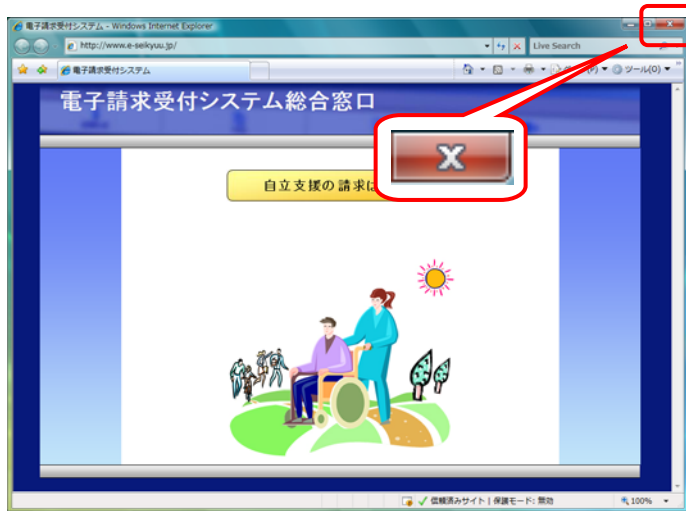 電子請求受付システム - Windows Internet Explorer
http://www.e-seikyuu.jp/
Live Search
電子請求受付システム
ツール(O)
電子請求受付システム総合窓口
自立支援の請求は
X
信頼済みサイト | 保護モード: 無効
100%